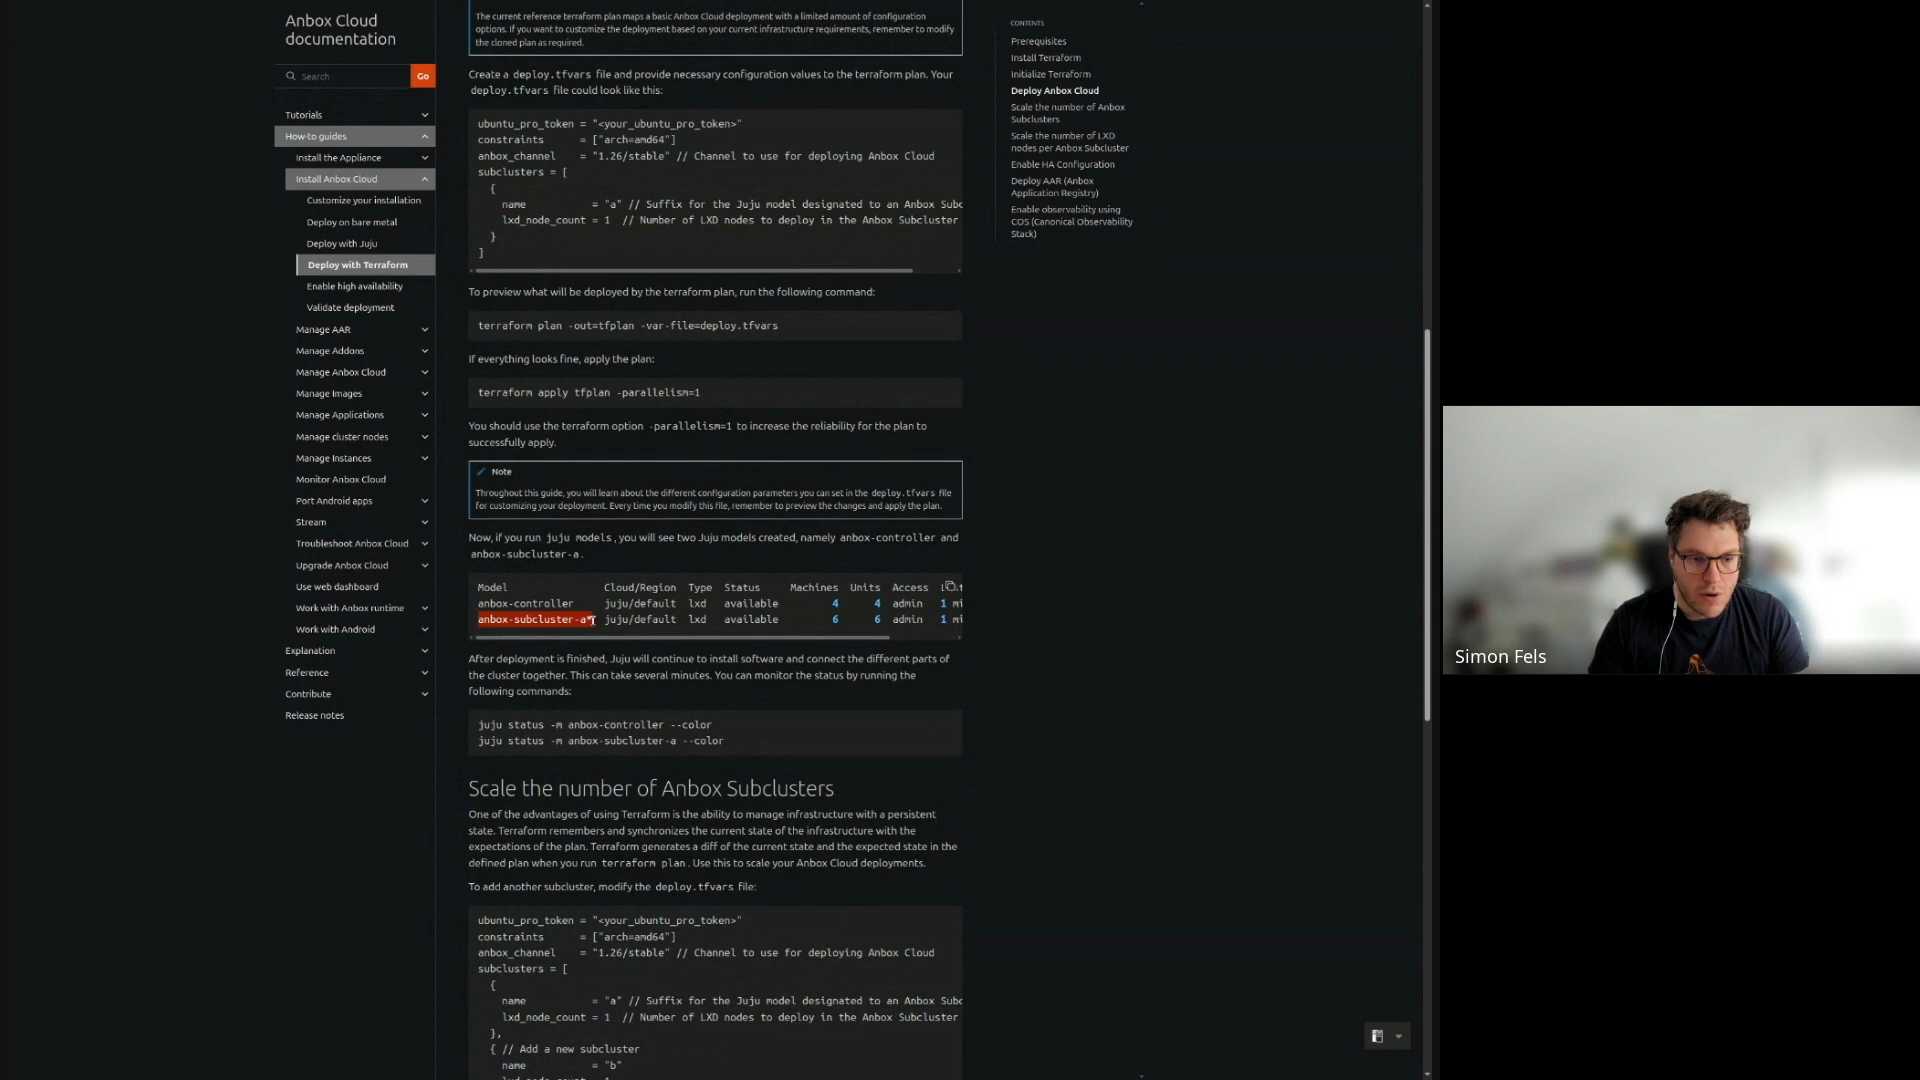 Anbox Cloud
documentation
Search
Go
Tutorials
How-to guides
Install the Appliance
Install Anbox Cloud
Customize your installation
Deploy on bare metal
Deploy with Juju
Deploy with Terraform
Enable high availability
Validate deployment
Manage AAR
Manage Addons
Manage Anbox Cloud
Manage Images
Manage Applications
Manage cluster nodes
Manage Instances
Monitor Anbox Cloud
Port Android apps
Stream
Troubleshoot Anbox Cloud
Upgrade Anbox Cloud
Use web dashboard
Work with Anbox runtime
Work with Android
Explanation
Reference
Contribute
Release notes
The current reference terraform plan maps a basic Anbox Cloud deployment with a limited amount of configuration
options. If you want to customize the deployment based on your current infrastructure requirements, remember to modify
the cloned plan as required.
Create a deploy.tfvars file and provide necessary configuration values to the terraform plan. Your
deploy.tfvars file could look like this:
ubuntu_pro_token = "<your_ubuntu_pro_token>"
constraints = ["arch=amd64"]
anbox_channel = "1.26/stable" // Channel to use for deploying Anbox Cloud
subclusters = [
{
name = "a" // Suffix for the Juju model designated to an Anbox Subc
lxd_node_count = 1 // Number of LXD nodes to deploy in the Anbox Subcluster
}
]
To preview what will be deployed by the terraform plan, run the following command:
terraform plan -out=tfplan -var-file=deploy.tfvars
If everything looks fine, apply the plan:
terraform apply tfplan -parallelism=1
You should use the terraform option -parallelism=1 to increase the reliability for the plan to
successfully apply.
Note
Throughout this guide, you will learn about the different configuration parameters you can set in the deploy.tfvars file
for customizing your deployment. Every time you modify this file, remember to preview the changes and apply the plan.
Now, if you run juju models, you will see two Juju models created, namely anbox-controller and
anbox-subcluster-a.
Model Cloud/Region Type Status Machines Units Access
anbox-controller juju/default lxd available 4 4 admin 1 mi
anbox-subcluster-a* juju/default lxd available 6 6 admin 1 mi
After deployment is finished, Juju will continue to install software and connect the different parts of
the cluster together. This can take several minutes. You can monitor the status by running the
following commands:
juju status -m anbox-controller --color
juju status -m anbox-subcluster-a --color
Scale the number of Anbox Subclusters
One of the advantages of using Terraform is the ability to manage infrastructure with a persistent
state. Terraform remembers and synchronizes the current state of the infrastructure with the
expectations of the plan. Terraform generates a diff of the current state and the expected state in the
defined plan when you run terraform plan. Use this to scale your Anbox Cloud deployments.
To add another subcluster, modify the deploy.tfvars file:
ubuntu_pro_token = "<your_ubuntu_pro_token>"
constraints = ["arch=amd64"]
anbox_channel = "1.26/stable" // Channel to use for deploying Anbox Cloud
subclusters = [
{
name = "a" // Suffix for the Juju model designated to an Anbox Subc
lxd_node_count = 1 // Number of LXD nodes to deploy in the Anbox Subcluster
},
{ // Add a new subcluster
name = "b"
CONTENTS
Prerequisites
Install Terraform
Initialize Terraform
Deploy Anbox Cloud
Scale the number of Anbox
Subclusters
Scale the number of LXD
nodes per Anbox Subcluster
Enable HA Configuration
Deploy AAR (Anbox
Application Registry)
Enable observability using
COS (Canonical Observability
Stack)
Simon Fels